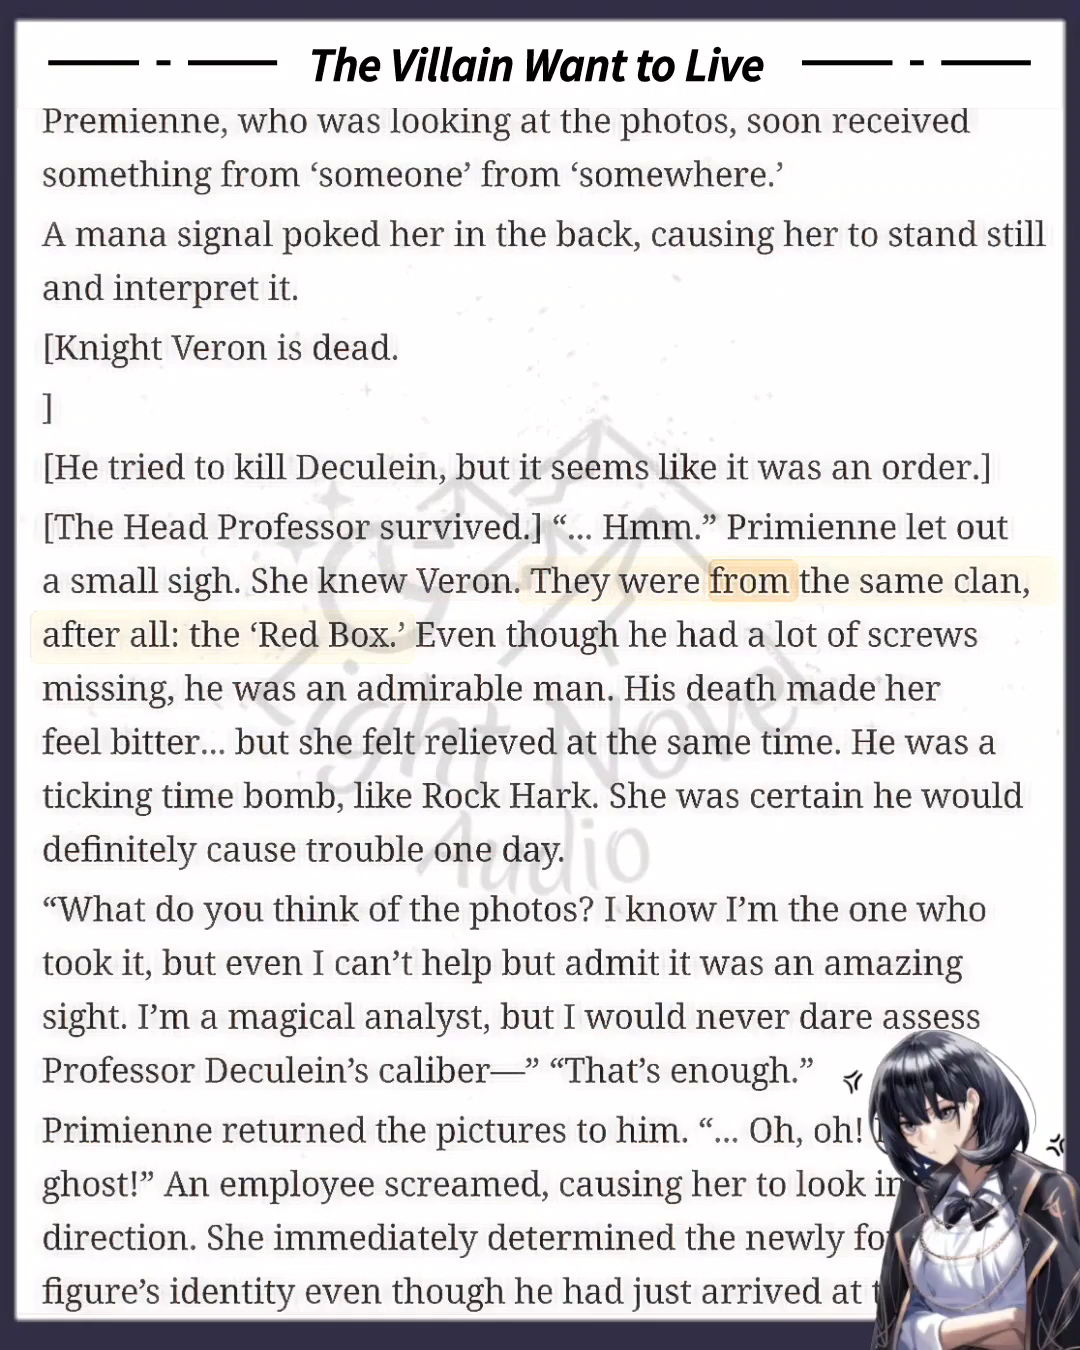 The Villain Want to Live
Premienne, who was looking at the photos, soon received
something from ‘someone’ from ‘somewhere.’
A mana signal poked her in the back, causing her to stand still
and interpret it.
[Knight Veron is dead.
]
[He tried to kill Deculein, but it seems like it was an order.]
[The Head Professor survived.] “... Hmm.” Primienne let out
a small sigh. She knew Veron. They were from the same clan,
after all: the ‘Red Box.’ Even though he had a lot of screws
missing, he was an admirable man. His death made her
feel bitter... but she felt relieved at the same time. He was a
ticking time bomb, like Rock Hark. She was certain he would
definitely cause trouble one day.
“What do you think of the photos? I know I’m the one who
took it, but even I can’t help but admit it was an amazing
sight. I’m a magical analyst, but I would never dare assess
Professor Deculein’s caliber—” “That’s enough.”
Primienne returned the pictures to him. “... Oh, oh!
ghost!” An employee screamed, causing her to look
direction. She immediately determined the newly
figure’s identity even though he had just arrived at
Light Novel
Audio